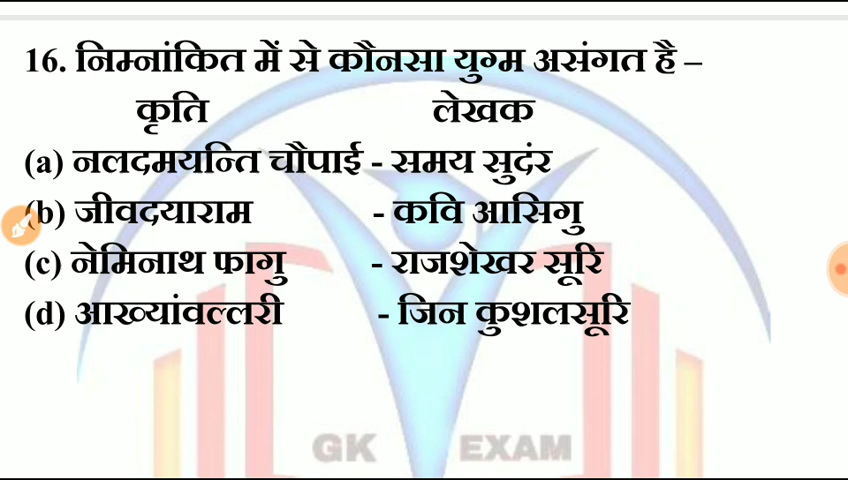 16. निम्नांकित में से कौनसा युग्म असंगत है –
कृति लेखक
(a) नलदमयन्ति चौपाई - समय सुदंर
(b) जीवदयाराम - कवि आसिगु
(c) नेमिनाथ फागु - राजशेखर सूरि
(d) आख्यांवल्लरी - जिन कुशलसूरि
GK EXAM